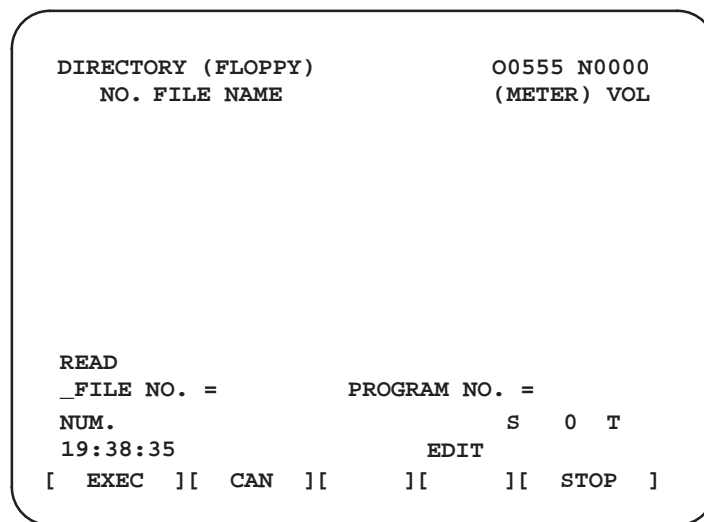 DIRECTORY (FLOPPY) O0555 N0000
NO. FILE NAME (METER) VOL
READ
_FILE NO. = PROGRAM NO. =
NUM. S 0 T
19:38:35 EDIT
[ EXEC ][ CAN ][ ][ ][ STOP ]